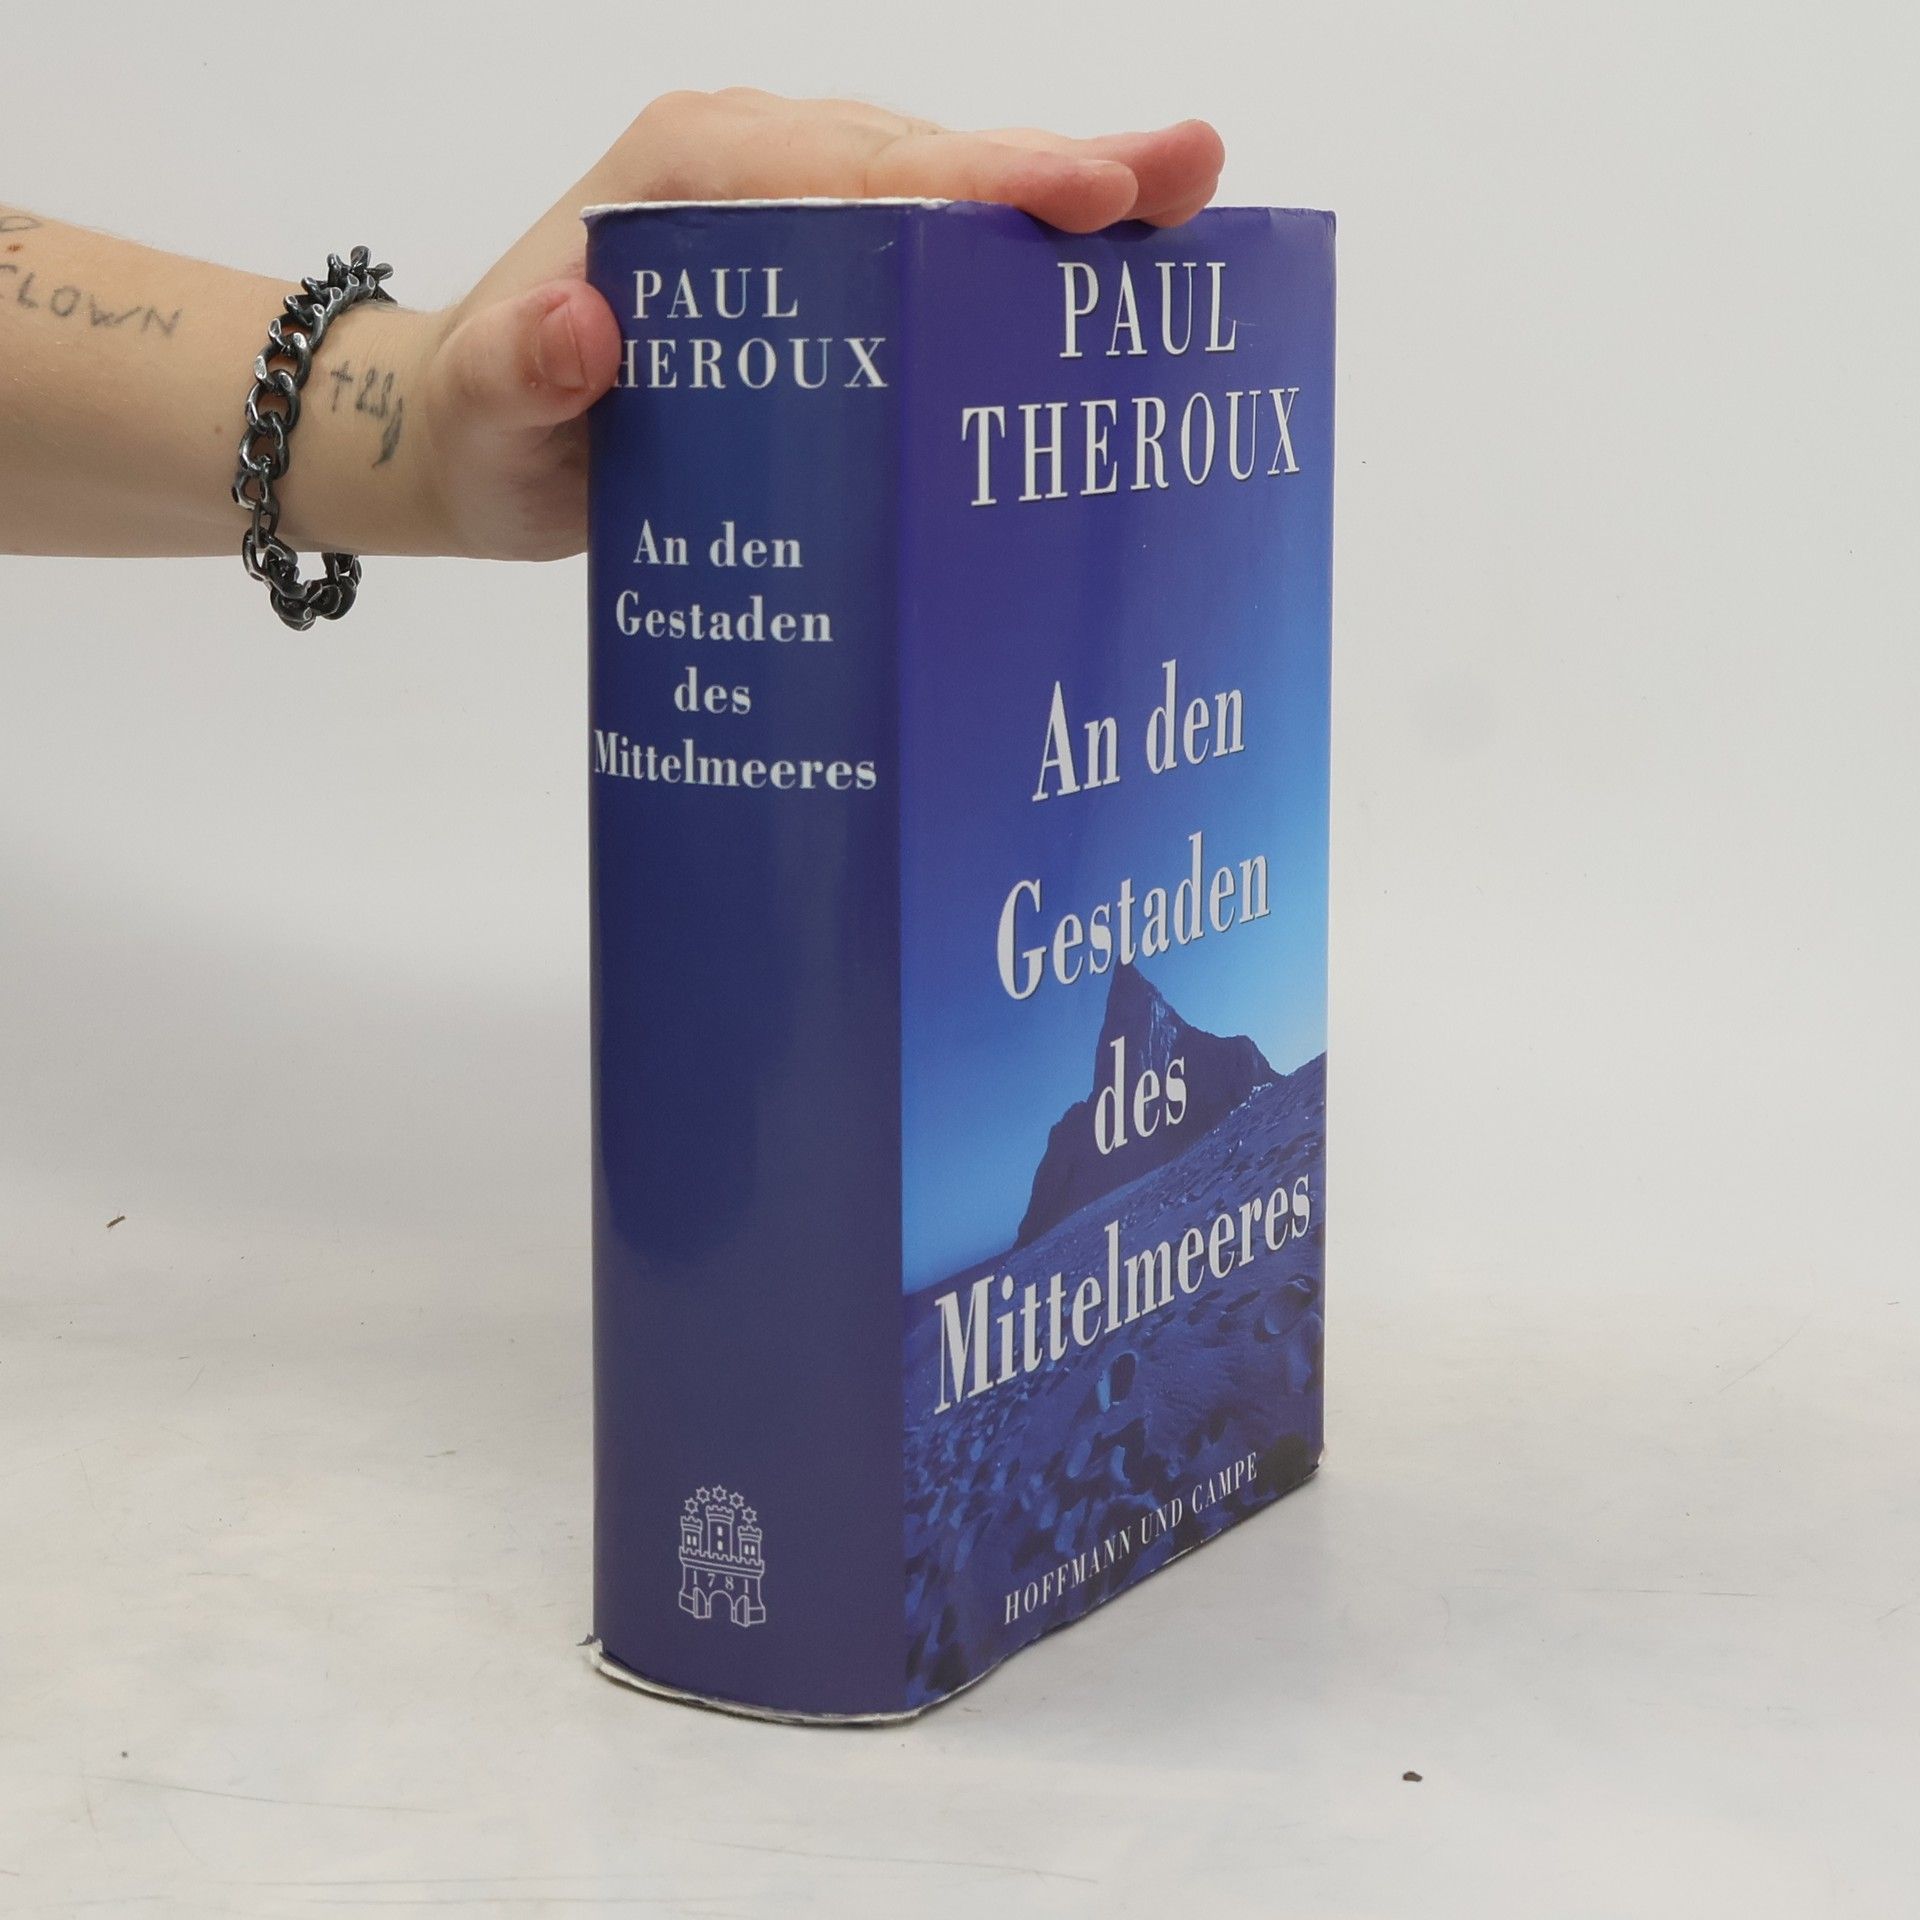 CLOWN
PAUL
HEROUX
An den
Gestaden
des
Mittelmeeres
1781
PAUL
THEROUX
An den
Gestaden
des
Mittelmeeres
HOFFMANN UND CAMPE